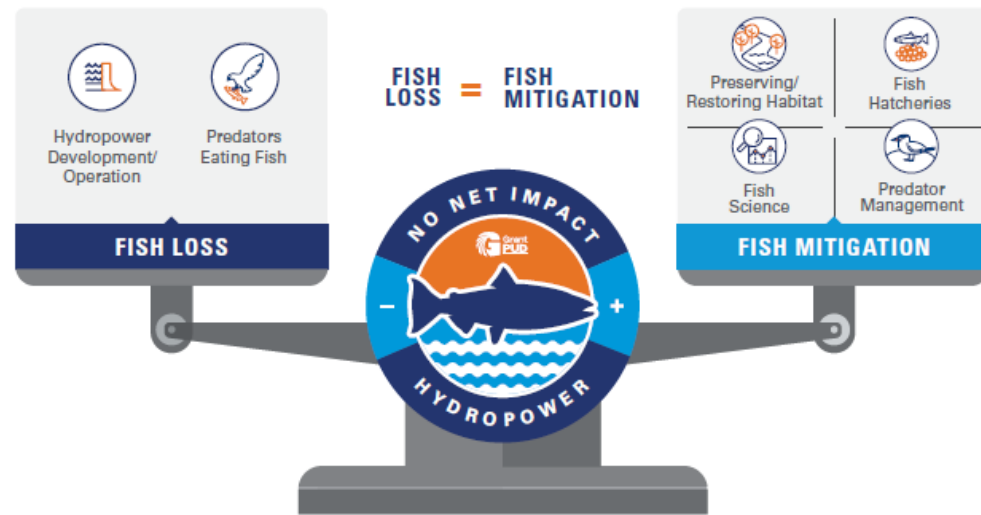 Hydropower
Development/
Operation
Predators
Eating Fish
FISH LOSS
FISH
LOSS
=
FISH
MITIGATION
NO NET IMPACT
Grant
PUD
−
+
HYDROPOWER
Preserving/
Restoring Habitat
Fish
Hatcheries
Fish
Science
Predator
Management
FISH MITIGATION